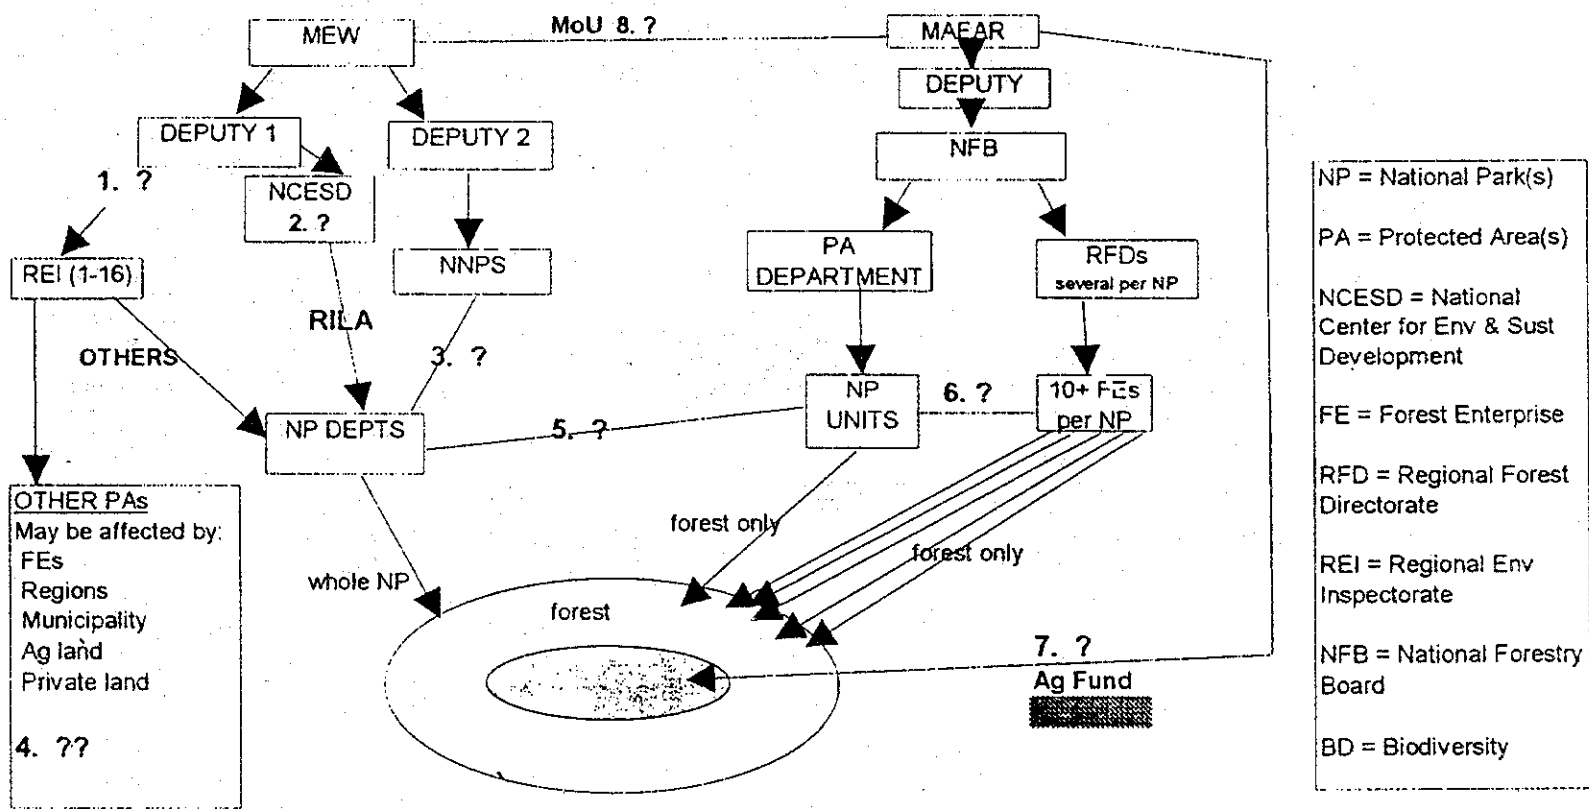 MoU 8. ?
MEW
MAFAR
DEPUTY
DEPUTY 1
DEPUTY 2
NFB
1. ?
NCESD
2. ?
REI (1-16)
NNPS
PA
DEPARTMENT
RFDs
several per NP
RILA
OTHERS
3. ?
NP DEPTS
5. ?
NP
UNITS
6. ?
10+ FEs
per NP
OTHER PAs
May be affected by:
FEs
Regions
Municipality
Ag land
Private land
4. ??
whole NP
forest only
forest only
forest
7. ?
Ag Fund
NP = National Park(s)
PA = Protected Area(s)
NCESD = National
Center for Env & Sust
Development
FE = Forest Enterprise
RFD = Regional Forest
Directorate
REI = Regional Env
Inspectorate
NFB = National Forestry
Board
BD = Biodiversity